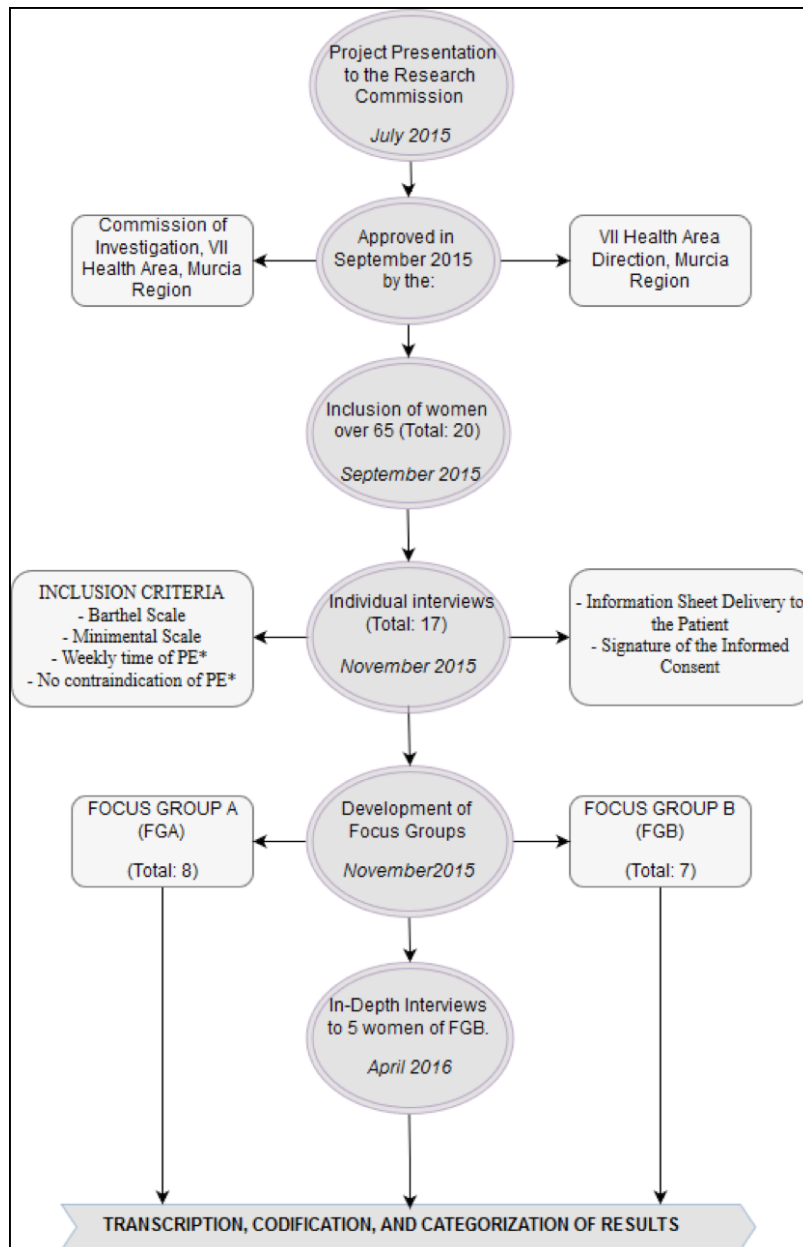 Project Presentation
to the Research
Commission
July 2015
Commission of
Investigation, VII
Health Area, Murcia
Region
Approved in
September 2015
by the:
VII Health Area
Direction, Murcia
Region
Inclusion of women
over 65 (Total: 20)
September 2015
INCLUSION CRITERIA
- Barthel Scale
- Minimental Scale
- Weekly time of PE*
- No contraindication of PE*
Individual interviews
(Total: 17)
November 2015
- Information Sheet Delivery to
the Patient
- Signature of the Informed
Consent
FOCUS GROUP A
(FGA)
(Total: 8)
Development of
Focus Groups
November2015
FOCUS GROUP B
(FGB)
(Total: 7)
In-Depth Interviews
to 5 women of FGB.
April 2016
TRANSCRIPTION, CODIFICATION, AND CATEGORIZATION OF RESULTS